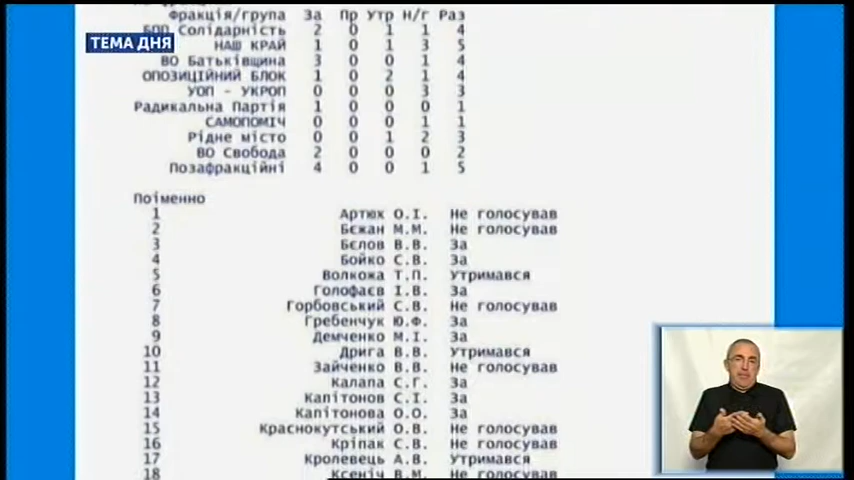 Фракція/група За Пр Утр Н/г Раз
БПП Солідарність 2 0 1 1 4
ТЕМА ДНЯ
НАШ КРАЙ 1 0 1 3 5
ВО Батьківщина 3 0 0 1 4
ОПОЗИЦІЙНИЙ БЛОК 1 0 2 1 4
УОП - УКРОП 0 0 0 3 3
Радикальна Партія 1 0 0 0 1
САМОПОМІЧ 0 0 0 1 1
Рідне місто 0 0 1 2 3
ВО Свобода 2 0 0 0 2
Позафракційні 4 0 0 1 5
Поіменно
1 Артюх О.І. Не голосував
2 Бєжан М.М. Не голосував
3 Бєлов В.В. За
4 Бойко С.В. За
5 Волкожа Т.П. Утримався
6 Голофаєв І.В. За
7 Горбовський С.В. Не голосував
8 Гребенчук Ю.Ф. За
9 Демченко М.І. За
10 Дрига В.В. Утримався
11 Зайченко В.В. Не голосував
12 Калапа С.Г. За
13 Капітонов С.І. За
14 Капітонова О.О. За
15 Краснокутський О.В. Не голосував
16 Кріпак С.В. Не голосував
17 Кролевець А.В. Утримався
18 Ксеніч В.М. Не голосував